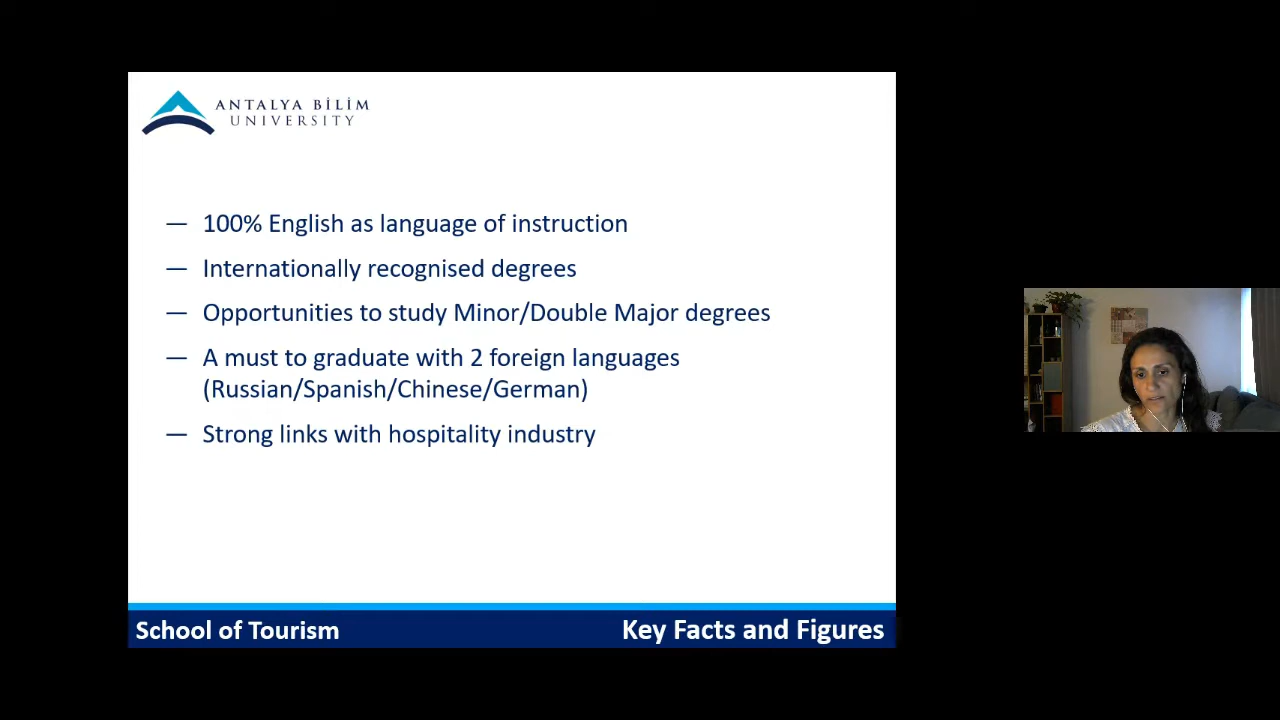 ANTALYA BİLİM
UNIVERSITY
— 100% English as language of instruction
— Internationally recognised degrees
— Opportunities to study Minor/Double Major degrees
— A must to graduate with 2 foreign languages
(Russian/Spanish/Chinese/German)
— Strong links with hospitality industry
School of Tourism
Key Facts and Figures